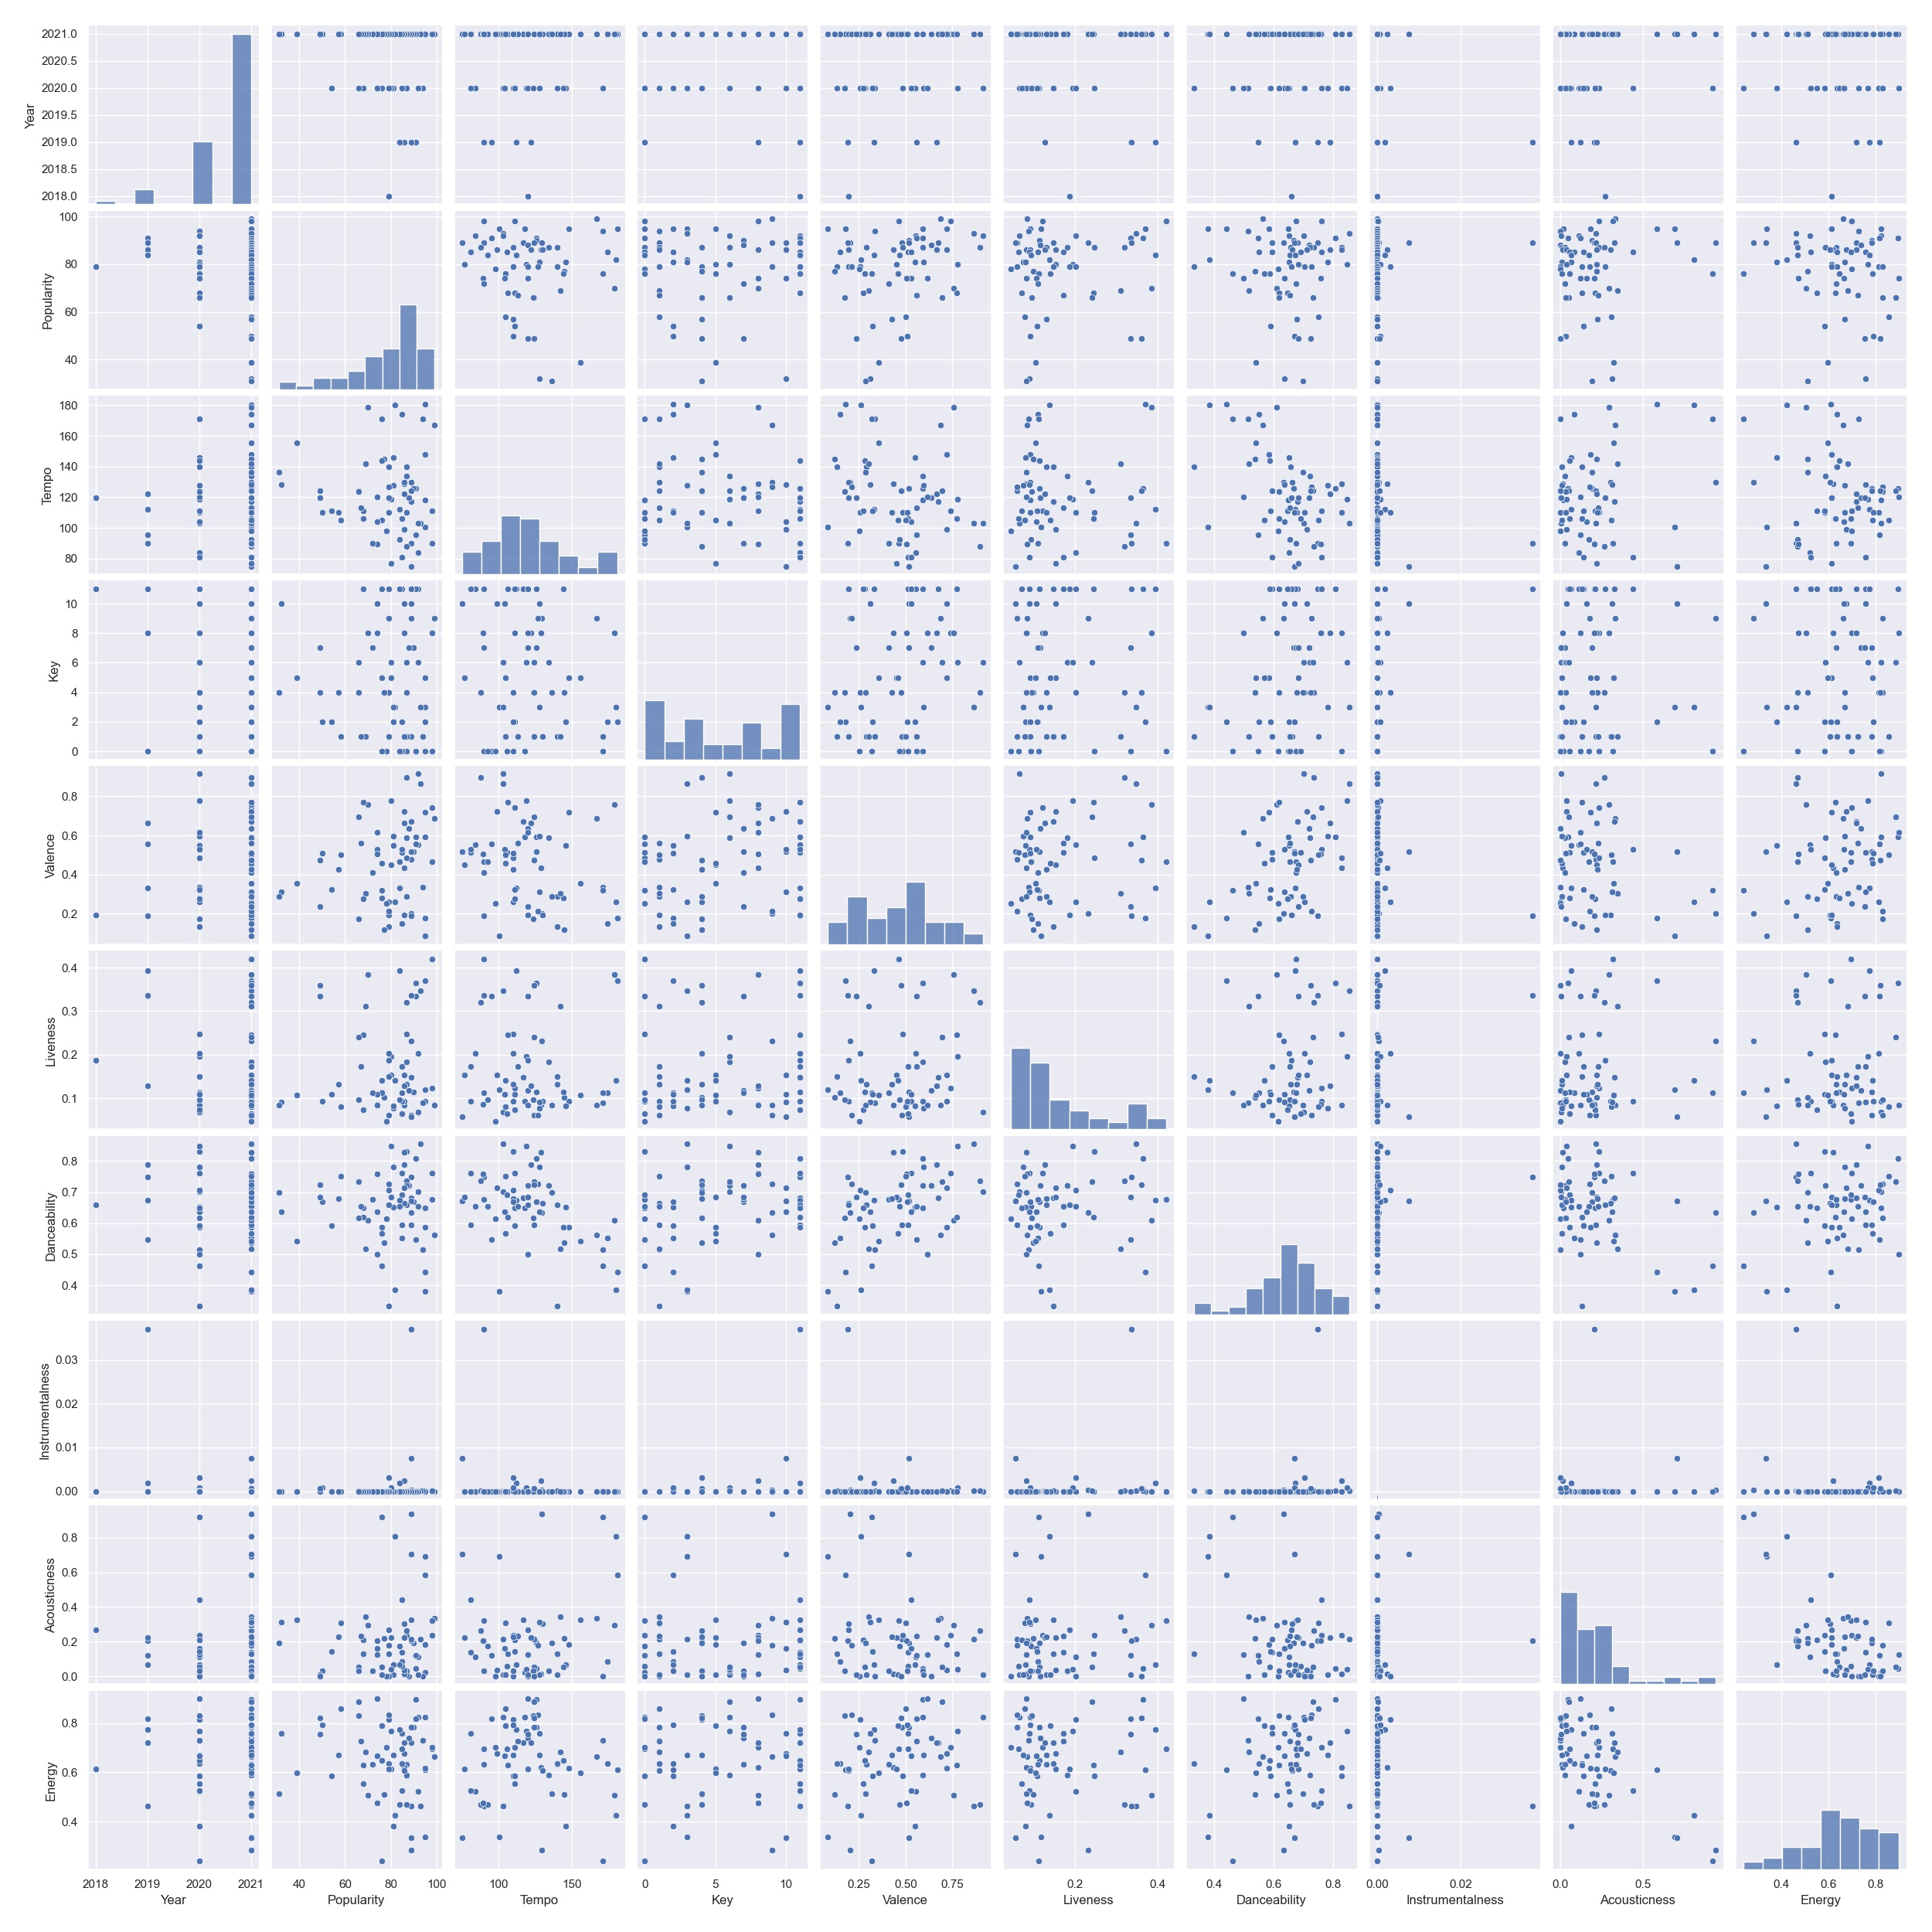 2021.0
2020.5
2020.0
2019.5
2019.0
2018.5
2018.0
Year
100
80
60
40
Popularity
180
160
140
120
100
80
Tempo
10
8
6
4
2
0
Key
0.8
0.6
0.4
0.2
Valence
0.4
0.3
0.2
0.1
Liveness
0.8
0.7
0.6
0.5
0.4
Danceability
0.03
0.02
0.01
0.00
Instrumentalness
0.8
0.6
0.4
0.2
0.0
Acousticness
0.8
0.6
0.4
Energy
2018 2019 2020 2021
Year
40 60 80 100
Popularity
100 150
Tempo
0 5 10
Key
0.25 0.50 0.75
Valence
0.2 0.4
Liveness
0.4 0.6 0.8
Danceability
0.00 0.02
Instrumentalness
0.0 0.5
Acousticness
0.4 0.6 0.8
Energy